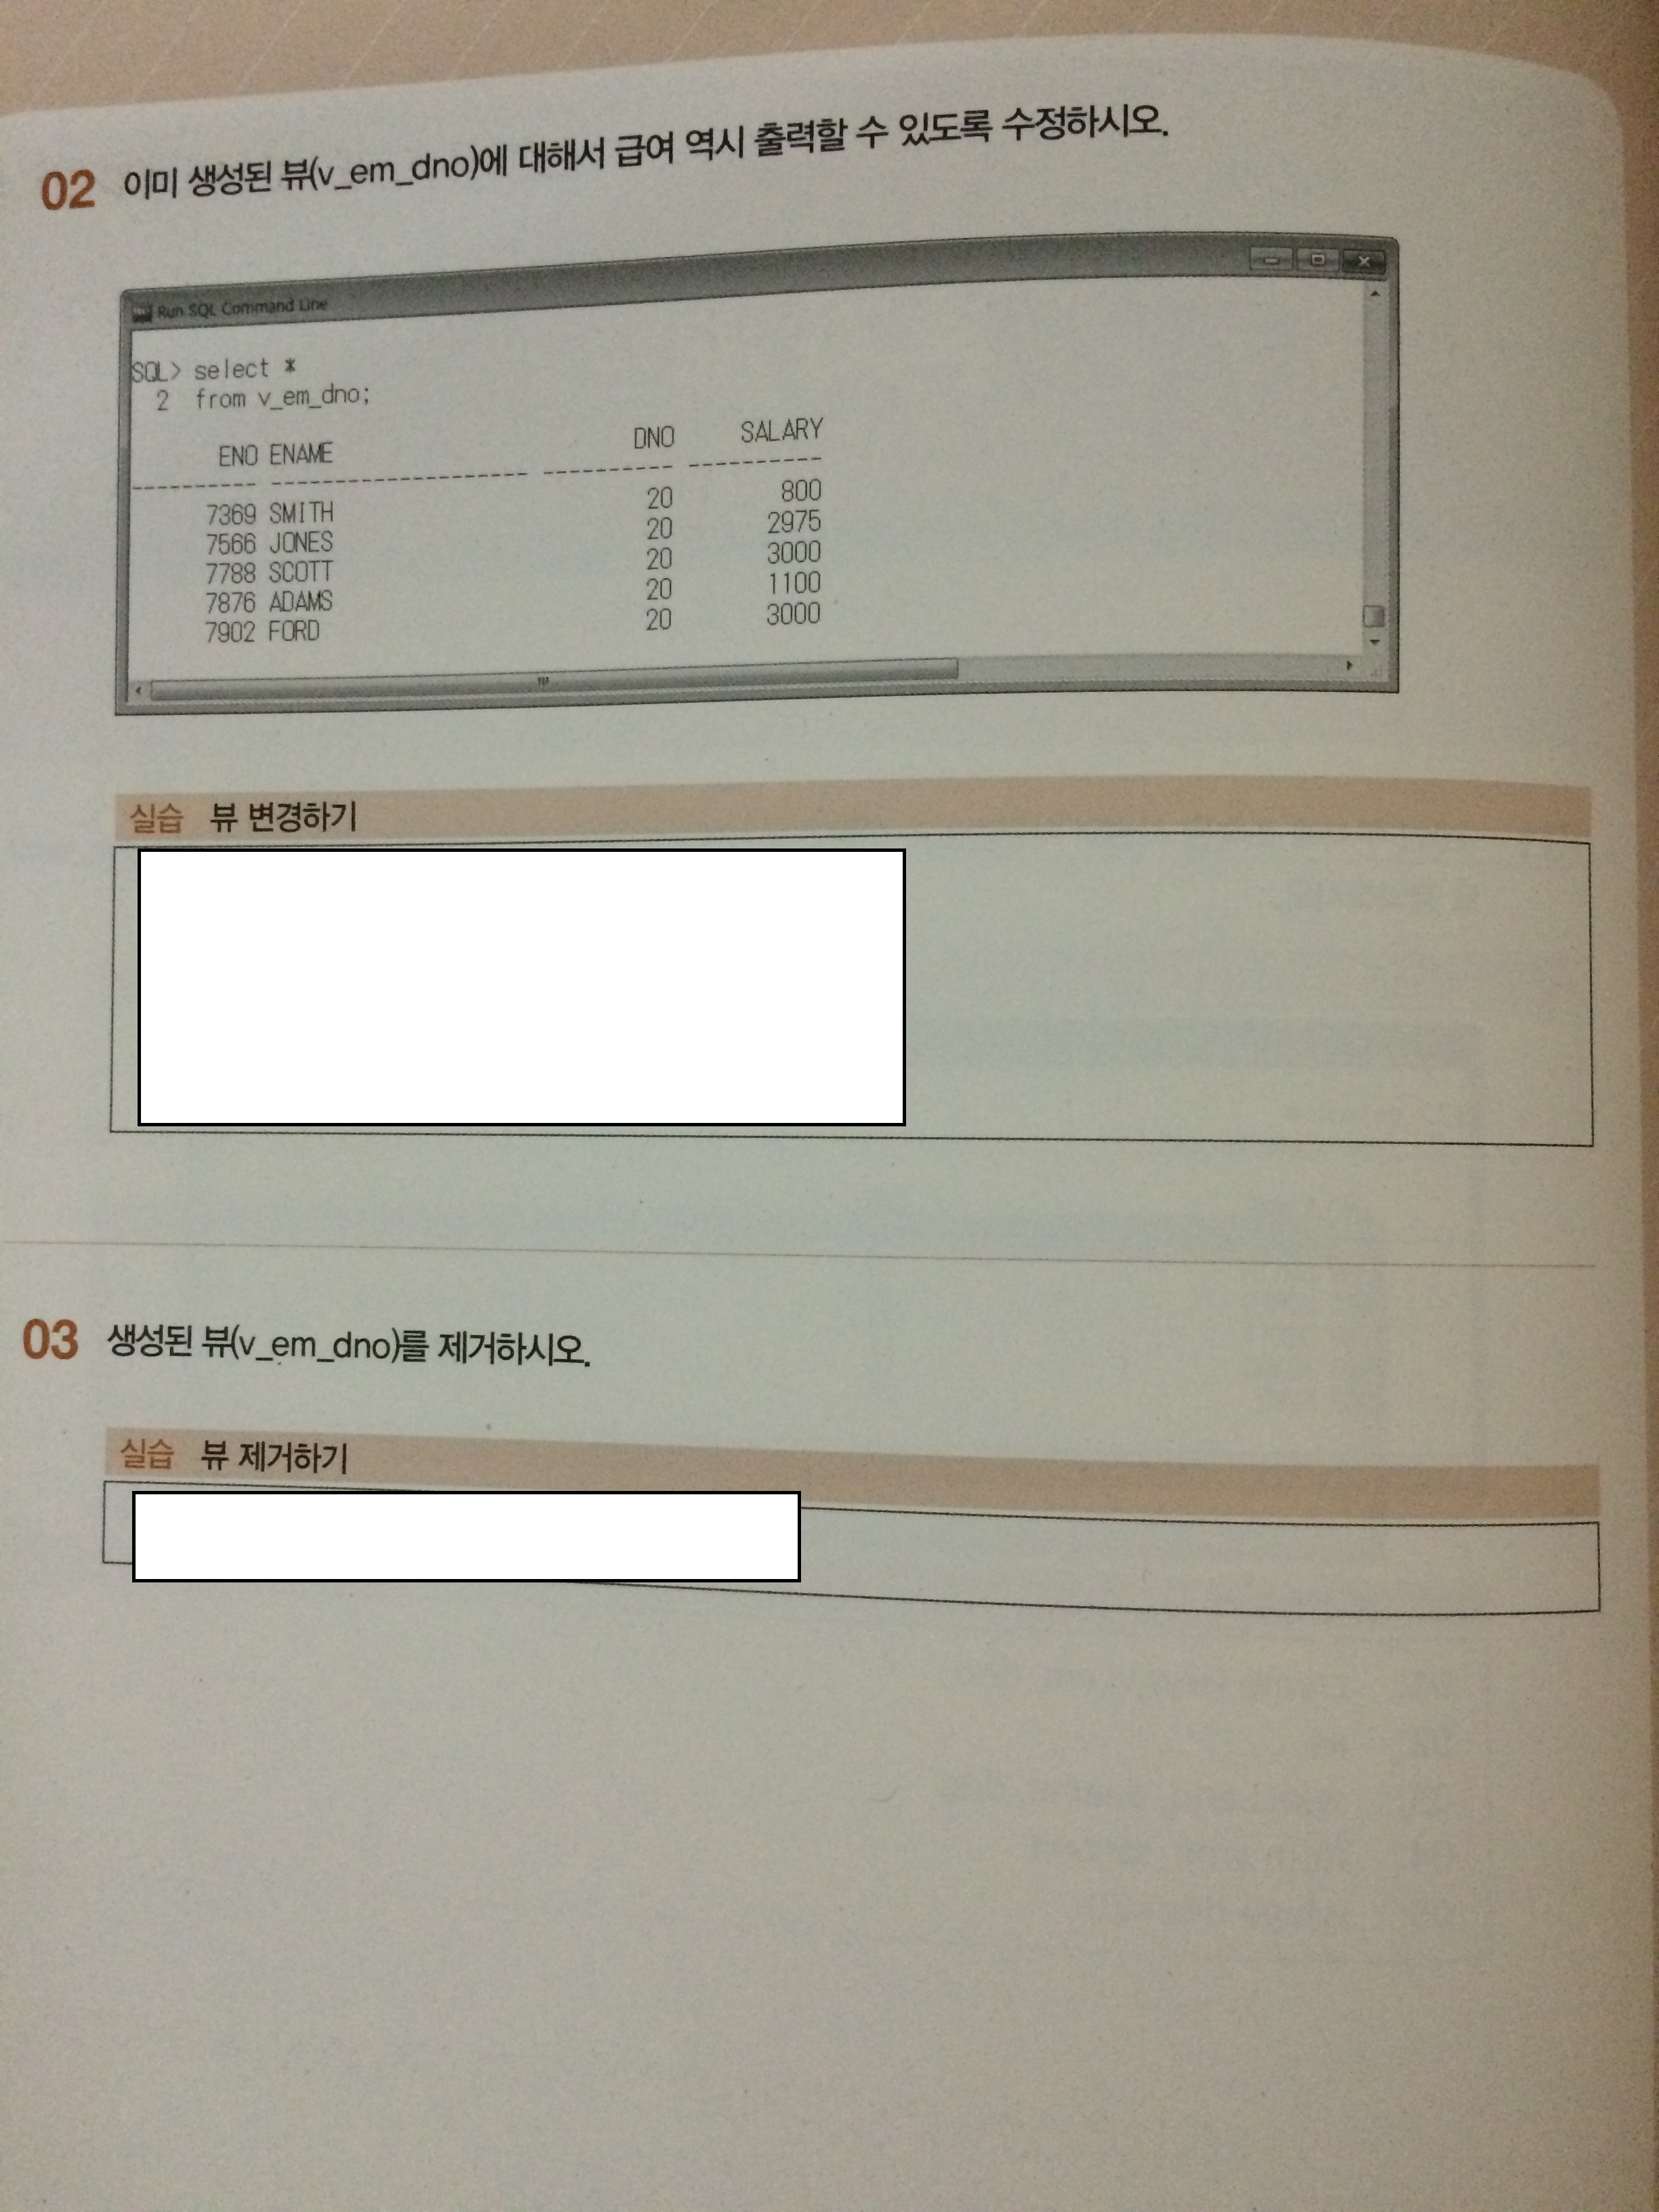 02 이미 생성된 뷰(v_em_dno)에 대해서 급여 역시 출력할 수 있도록 수정하시오.
Run SQL Command Line
SQL> select *
2 from v_em_dno;
ENO ENAME DNO SALARY
---------- -------------------- ---------- ----------
7369 SMITH 20 800
7566 JONES 20 2975
7788 SCOTT 20 3000
7876 ADAMS 20 1100
7902 FORD 20 3000
실습 뷰 변경하기
03 생성된 뷰(v_em_dno)를 제거하시오.
실습 뷰 제거하기